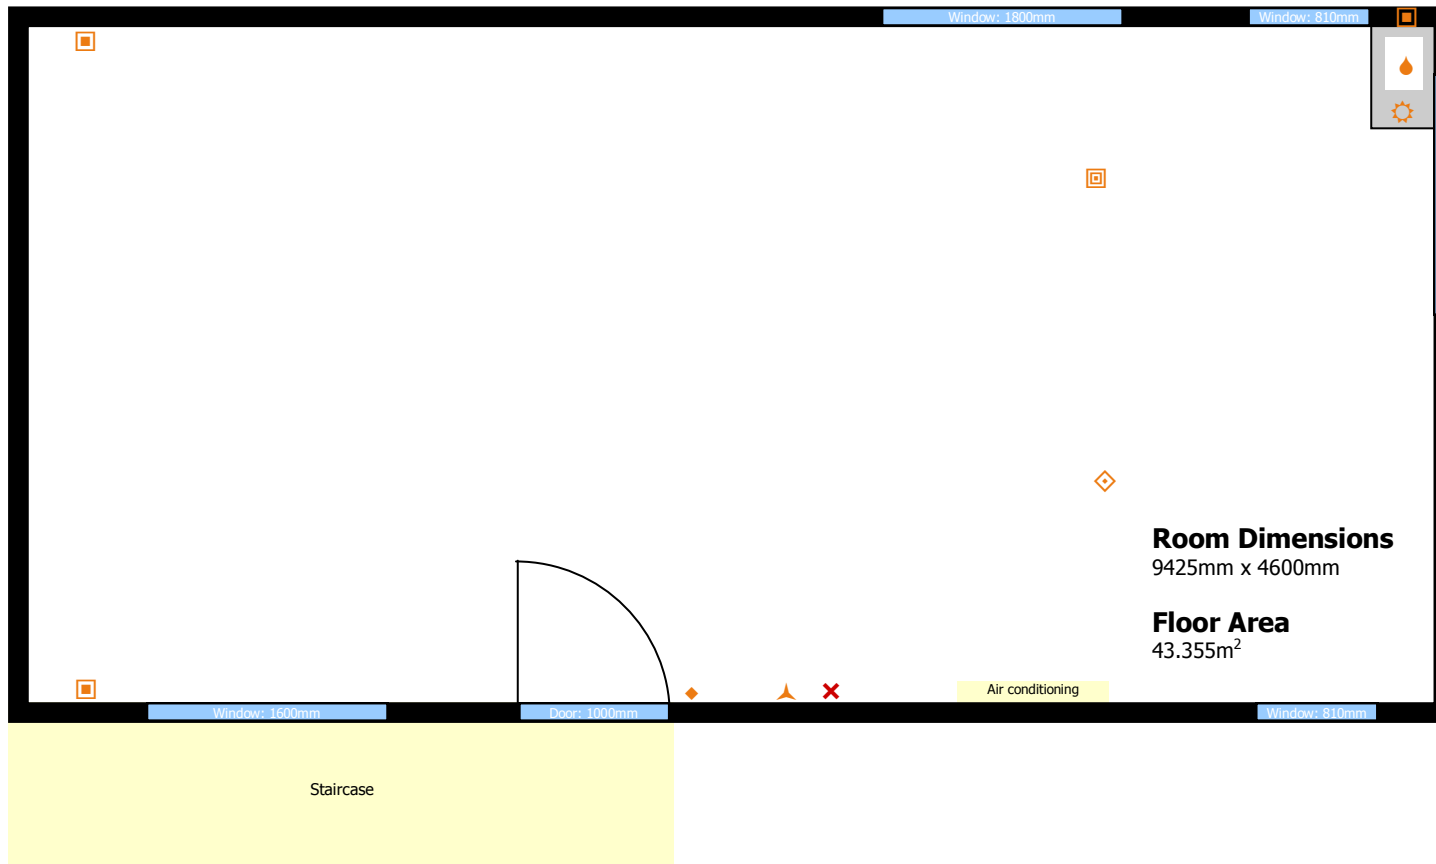 Window: 1800mm
Window: 810mm
Room Dimensions
9425mm x 4600mm
Floor Area
43.355m²
Air conditioning
Window: 1600mm
Door: 1000mm
Window: 810mm
Staircase